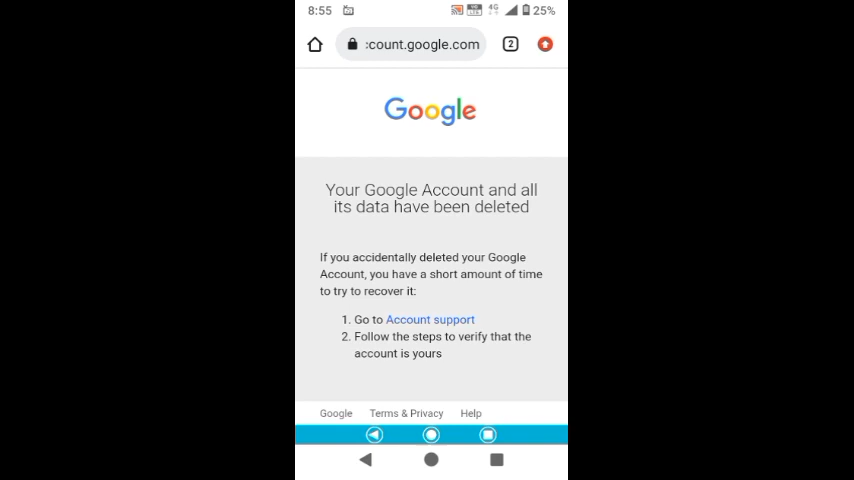 8:55
4G
25%
:count.google.com
2
Google
Your Google Account and all
its data have been deleted
If you accidentally deleted your Google
Account, you have a short amount of time
to try to recover it:
1. Go to Account support
2. Follow the steps to verify that the
account is yours
Google Terms & Privacy Help